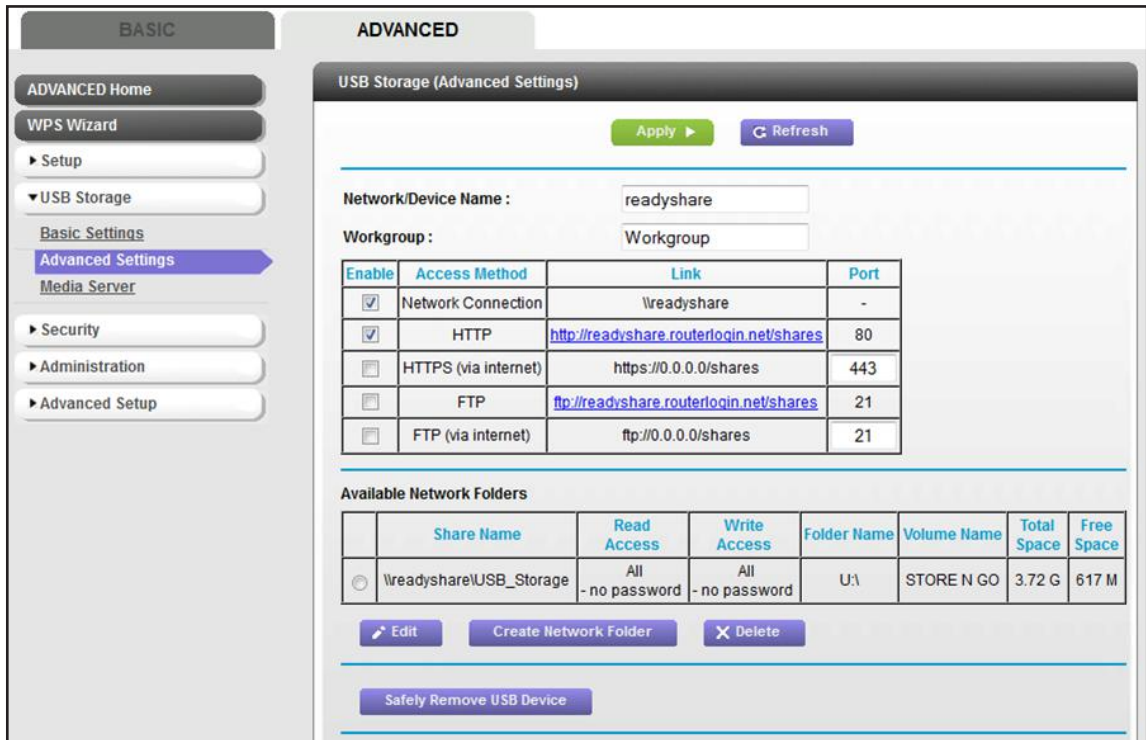 BASIC
ADVANCED
ADVANCED Home
WPS Wizard
Setup
USB Storage
Basic Settings
Advanced Settings
Media Server
Security
Administration
Advanced Setup
USB Storage (Advanced Settings)
Apply
Refresh
Network/Device Name : readyshare
Workgroup : Workgroup
Enable Access Method Link Port
Network Connection \\readyshare -
HTTP http://readyshare.routerlogin.net/shares 80
HTTPS (via internet) https://0.0.0.0/shares 443
FTP ftp://readyshare.routerlogin.net/shares 21
FTP (via internet) ftp://0.0.0.0/shares 21
Available Network Folders
Share Name Read Access Write Access Folder Name Volume Name Total Space Free Space
\\readyshare\USB_Storage All - no password All - no password U:\ STORE N GO 3.72 G 617 M
Edit
Create Network Folder
Delete
Safely Remove USB Device